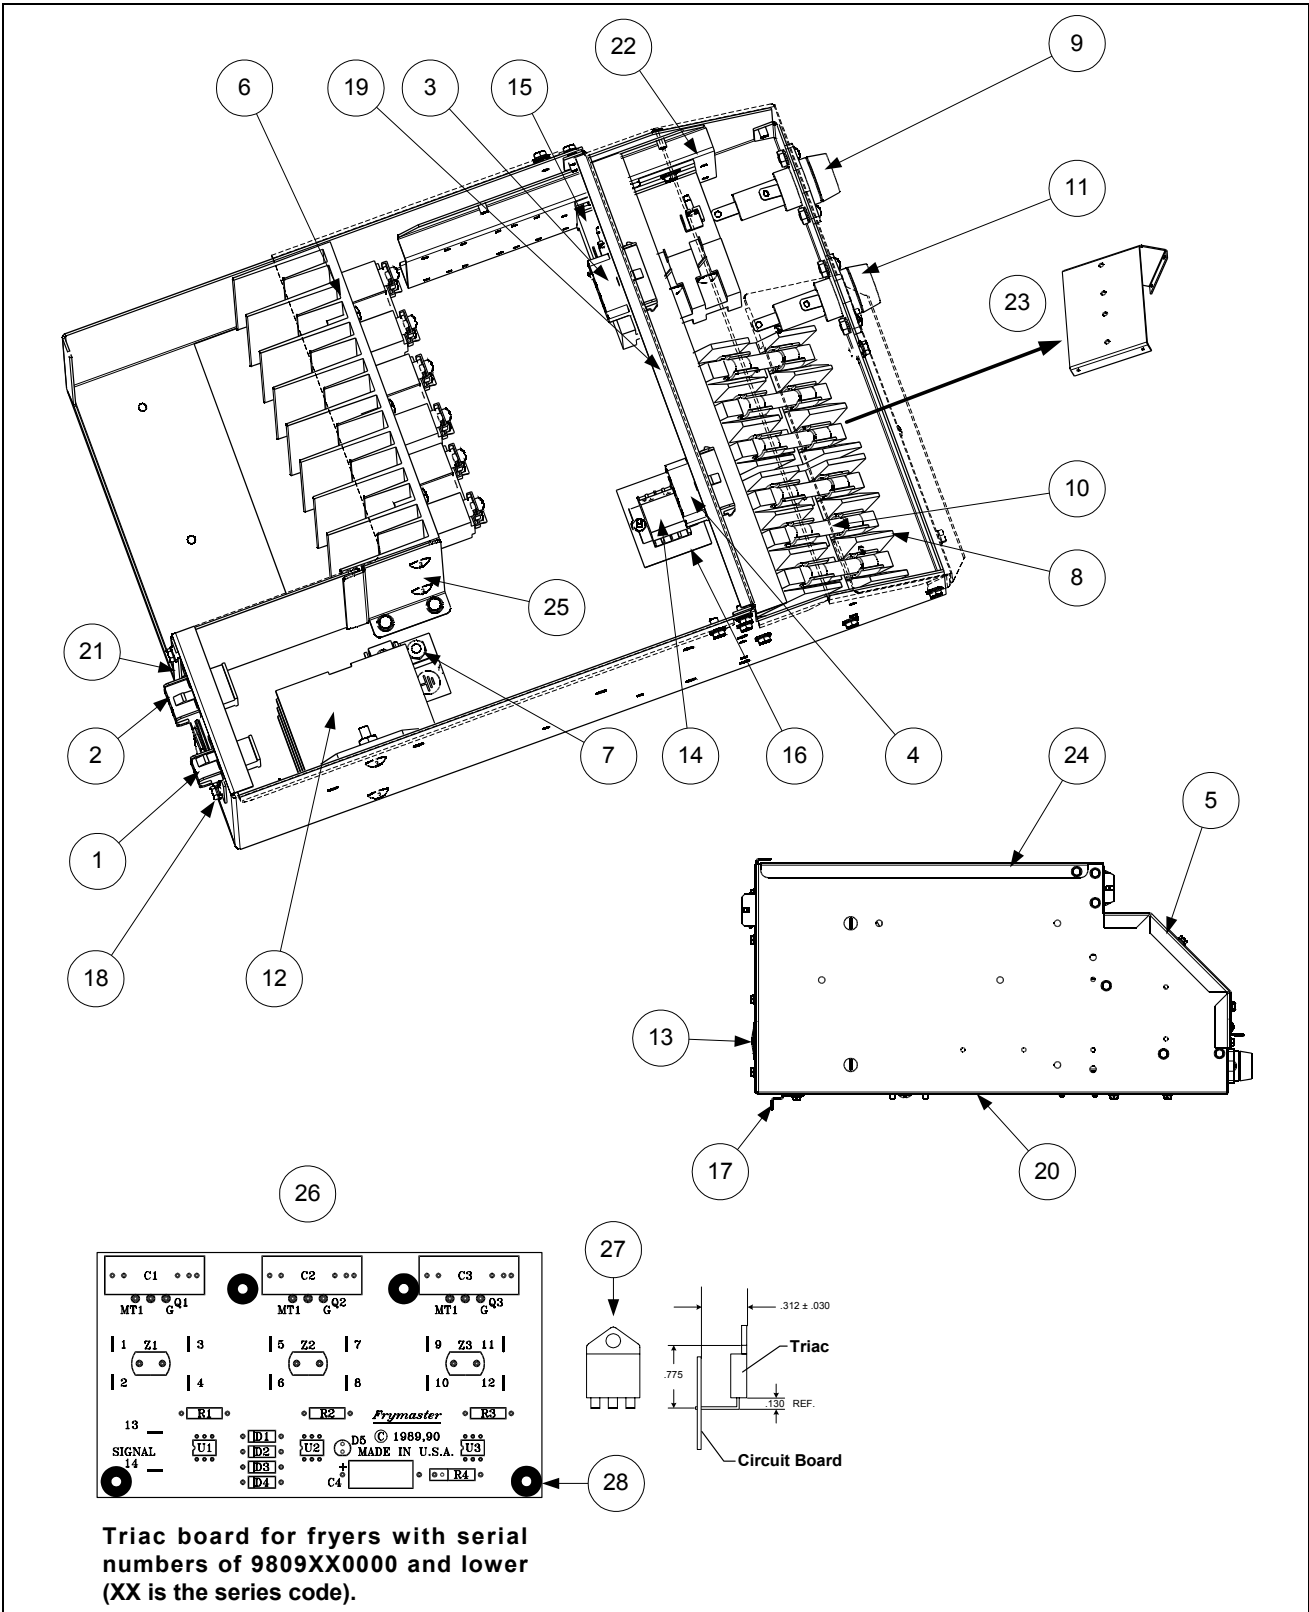 22
9
6
19
3
15
11
23
10
8
25
21
2
7
14
16
4
24
1
5
18
12
13
17
20
26
27
C1
C2
C3
MT1
G
Q1
MT1
G
Q2
MT1
G
Q3
.312 ± .030
1
Z1
3
5
Z2
7
9
Z3
11
Triac
.775
2
4
6
8
10
12
.130 REF.
R1
R2
Frymaster
R3
13
D1
D5
© 1989,90
SIGNAL
U1
D2
U2
MADE IN U.S.A.
U3
Circuit Board
14
D3
+
D4
C4
R4
28
Triac board for fryers with serial
numbers of 9809XX0000 and lower
(XX is the series code).